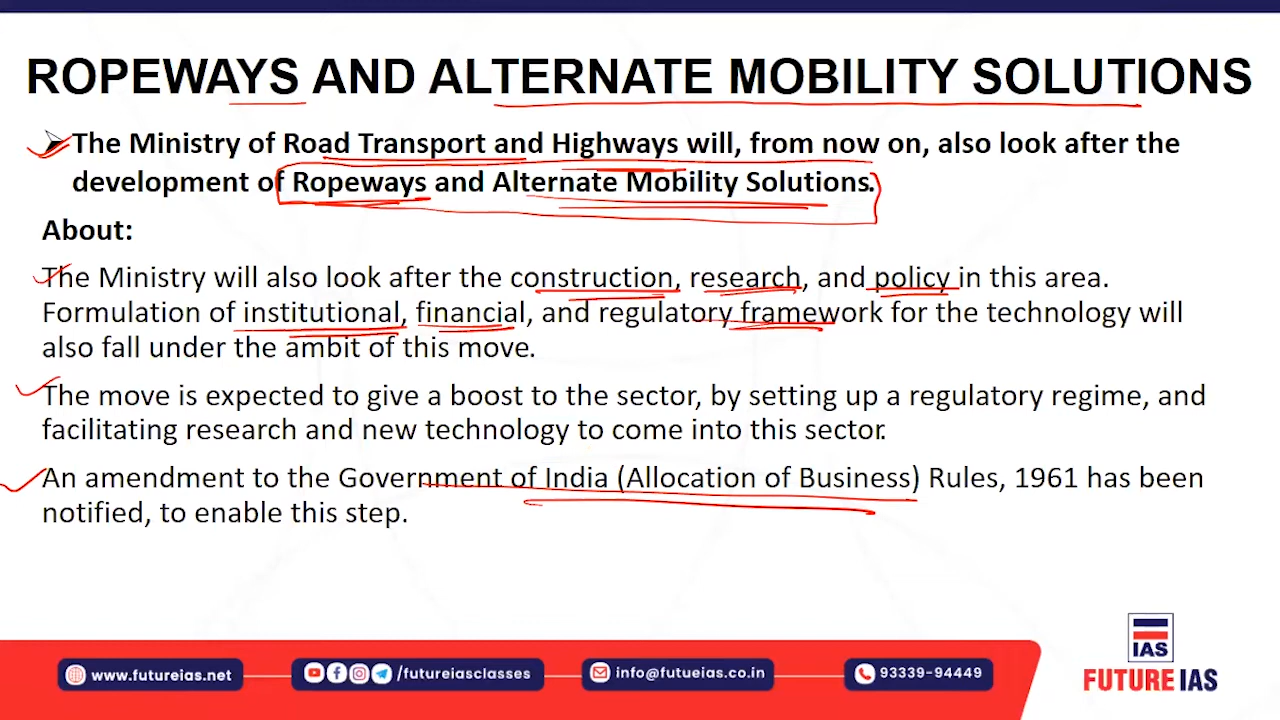 ROPEWAYS AND ALTERNATE MOBILITY SOLUTIONS
The Ministry of Road Transport and Highways will, from now on, also look after the
development of Ropeways and Alternate Mobility Solutions.
About:
The Ministry will also look after the construction, research, and policy in this area.
Formulation of institutional, financial, and regulatory framework for the technology will
also fall under the ambit of this move.
The move is expected to give a boost to the sector, by setting up a regulatory regime, and
facilitating research and new technology to come into this sector.
An amendment to the Government of India (Allocation of Business) Rules, 1961 has been
notified, to enable this step.
IAS
FUTURE IAS
www.futureias.net
/futureiasclasses
info@futueias.co.in
93339-94449